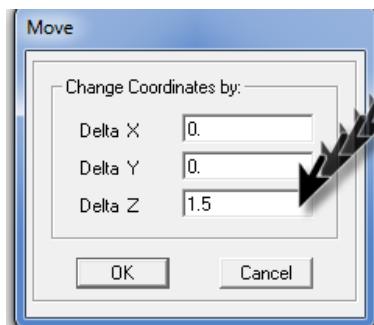 Move
Change Coordinates by:
Delta X 0.
Delta Y 0.
Delta Z 1.5
OK Cancel